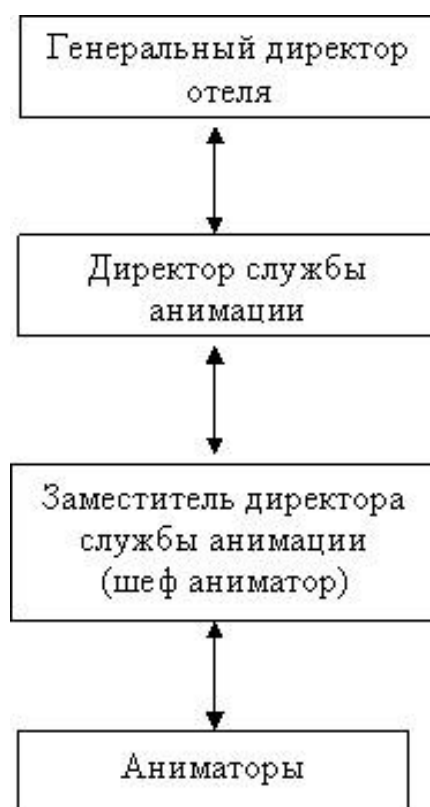 Генеральный директор
отеля
Директор службы
анимации
Заместитель директора
службы анимации
(шеф аниматор)
Аниматоры